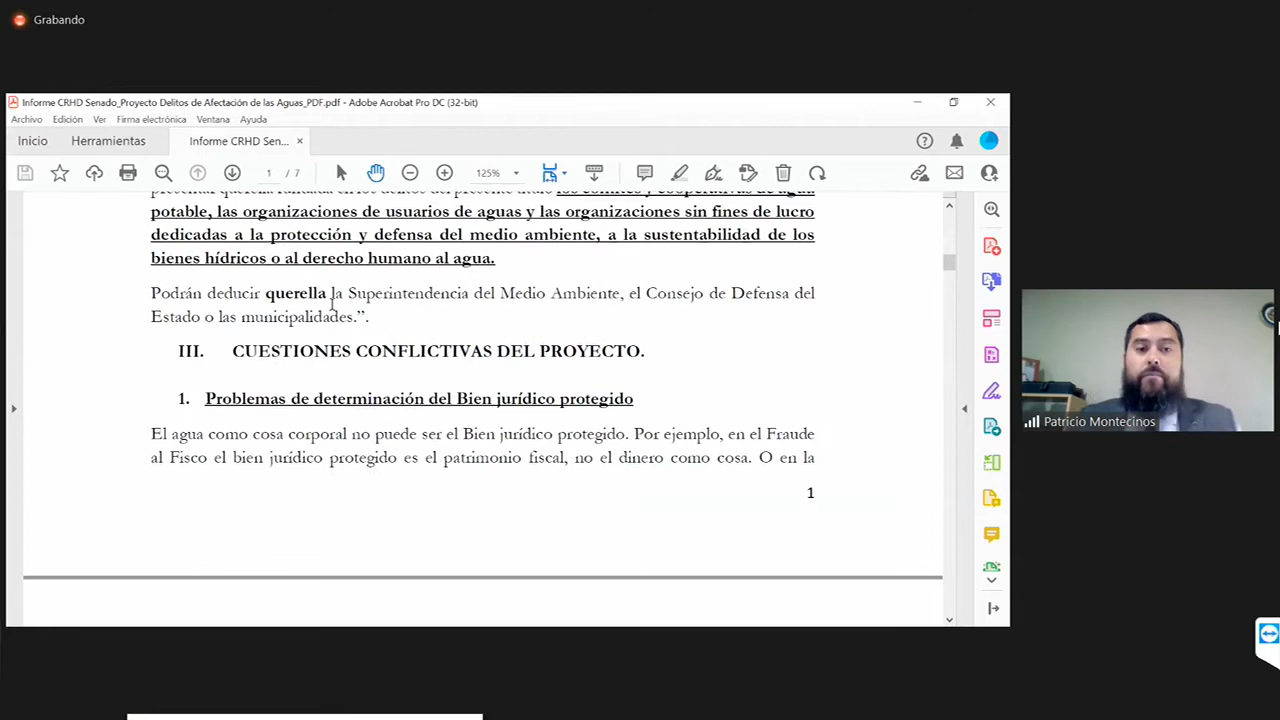 Grabando
Informe CRHD Senado_Proyecto Delitos de Afectación de las Aguas_PDF.pdf - Adobe Acrobat Pro DC (32-bit)
Archivo Edición Ver Firma electrónica Ventana Ayuda
Inicio Herramientas Informe CRHD Sen...
1 / 7 125%
los comités y cooperativas de agua
potable, las organizaciones de usuarios de aguas y las organizaciones sin fines de lucro
dedicadas a la protección y defensa del medio ambiente, a la sustentabilidad de los
bienes hídricos o al derecho humano al agua.
Podrán deducir querella la Superintendencia del Medio Ambiente, el Consejo de Defensa del
Estado o las municipalidades.”.
III. CUESTIONES CONFLICTIVAS DEL PROYECTO.
1. Problemas de determinación del Bien jurídico protegido
El agua como cosa corporal no puede ser el Bien jurídico protegido. Por ejemplo, en el Fraude
al Fisco el bien jurídico protegido es el patrimonio fiscal, no el dinero como cosa. O en la
1
Patricio Montecinos